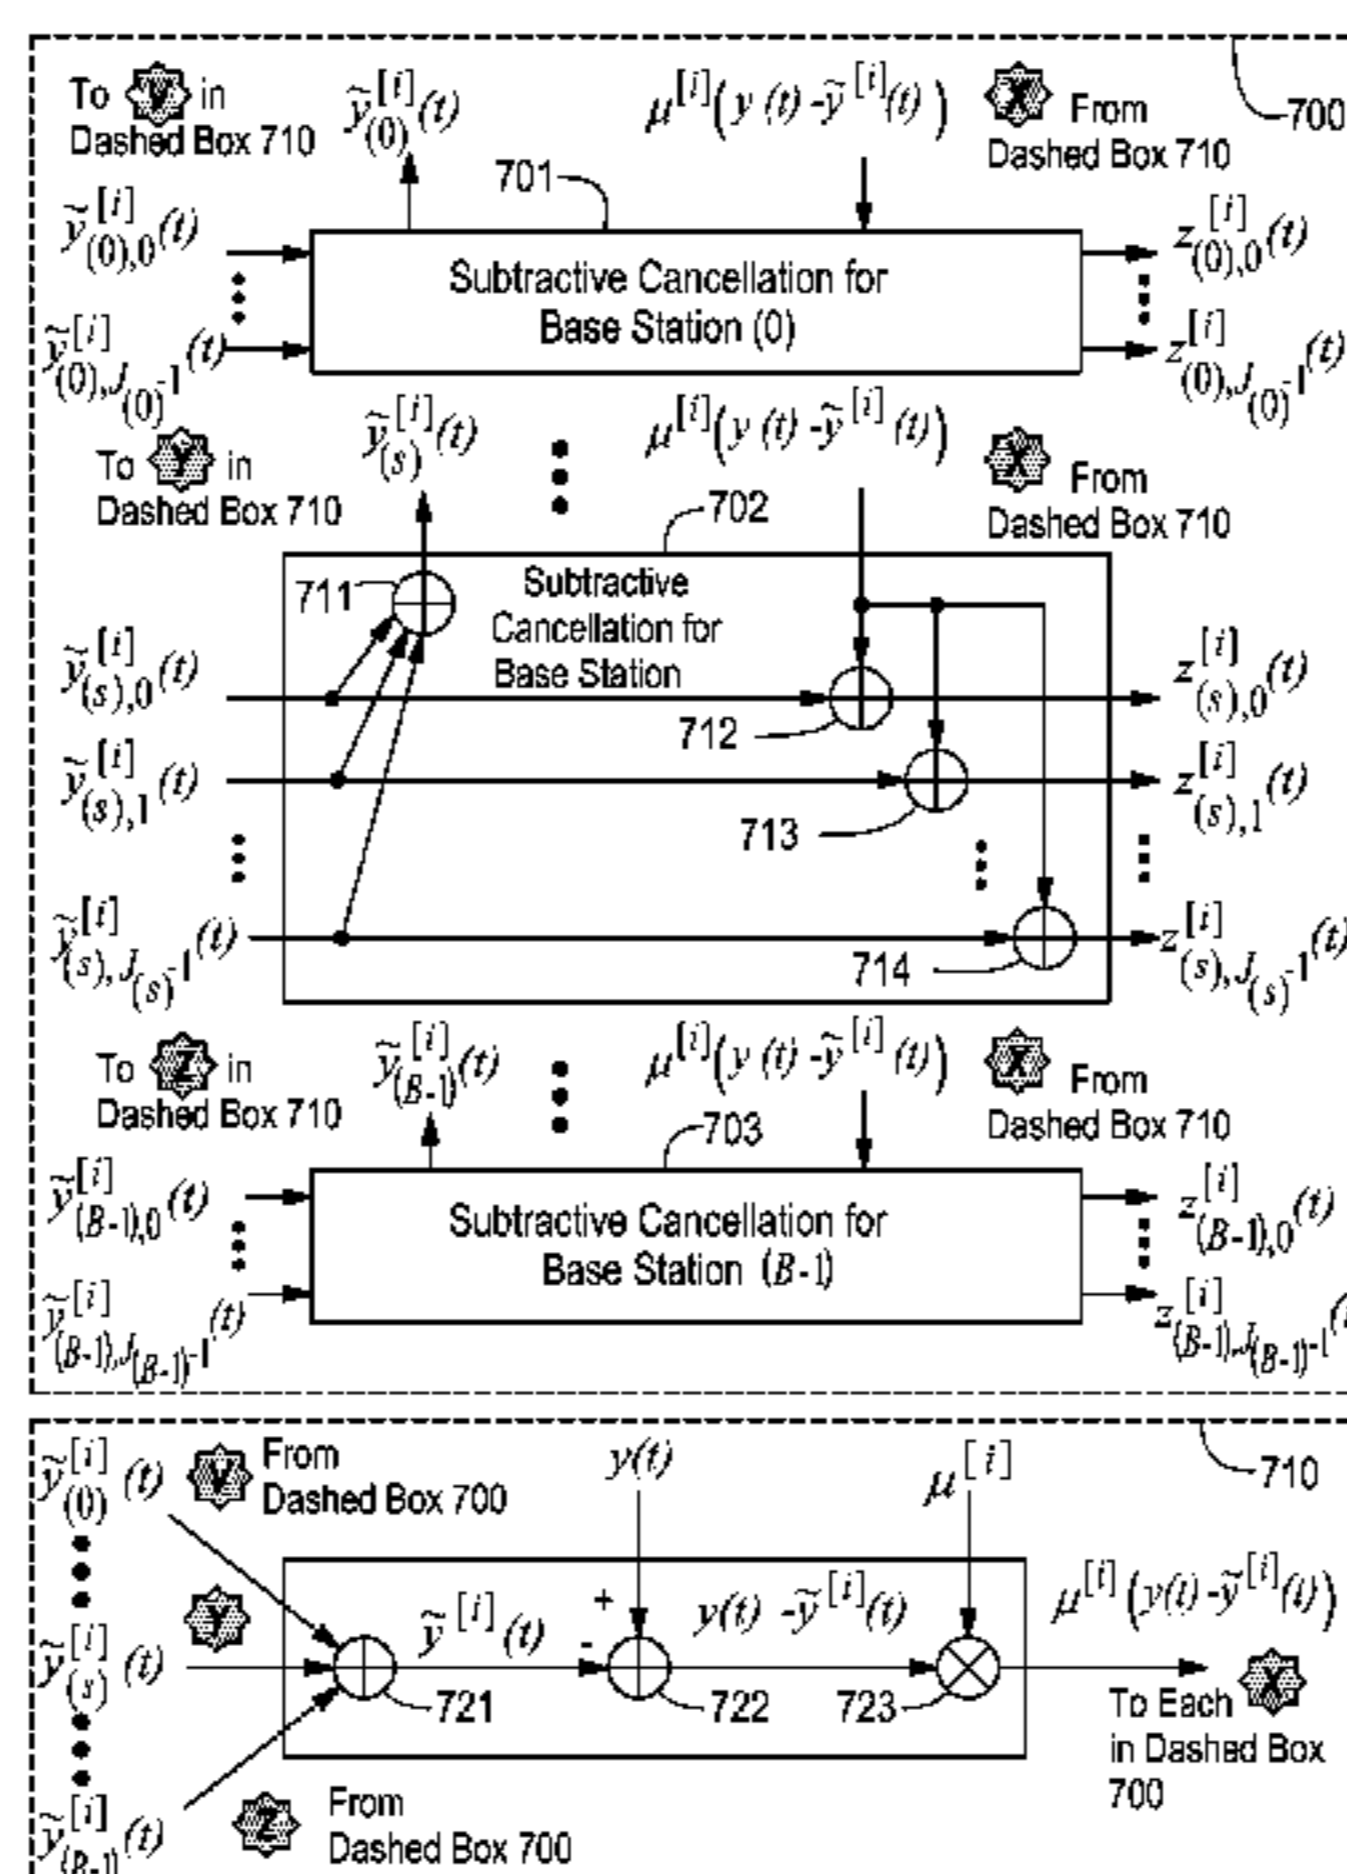 To V in
Dashed Box 710
ỹ(0)[i](t)
μ[i](y(t)-ỹ[i](t))
X From
Dashed Box 710
700
701
ỹ(0),0[i](t)
Subtractive Cancellation for
Base Station (0)
z(0),0[i](t)
ỹ(0),J(0)-1[i](t)
z(0),J(0)-1[i](t)
To Y in
Dashed Box 710
ỹ(s)[i](t)
μ[i](y(t)-ỹ[i](t))
X From
Dashed Box 710
702
711
Subtractive
Cancellation for
Base Station
ỹ(s),0[i](t)
712
z(s),0[i](t)
ỹ(s),1[i](t)
713
z(s),1[i](t)
ỹ(s),J(s)-1[i](t)
714
z(s),J(s)-1[i](t)
To Z in
Dashed Box 710
ỹ(B-1)[i](t)
μ[i](y(t)-ỹ[i](t))
X From
Dashed Box 710
703
ỹ(B-1),0[i](t)
Subtractive Cancellation for
Base Station (B-1)
z(B-1),0[i](t)
ỹ(B-1),J(B-1)-1[i](t)
z(B-1),J(B-1)-1[i](t
ỹ(0)[i](t)
V From
Dashed Box 700
y(t)
μ[i]
710
Y
ỹ(s)[i](t)
ỹ[i](t)
+
-
y(t)-ỹ[i](t)
μ[i](y(t)-ỹ[i](t))
721
722
723
To Each X
in Dashed Box
700
Z From
Dashed Box 700
ỹ(B-1)[i](t)